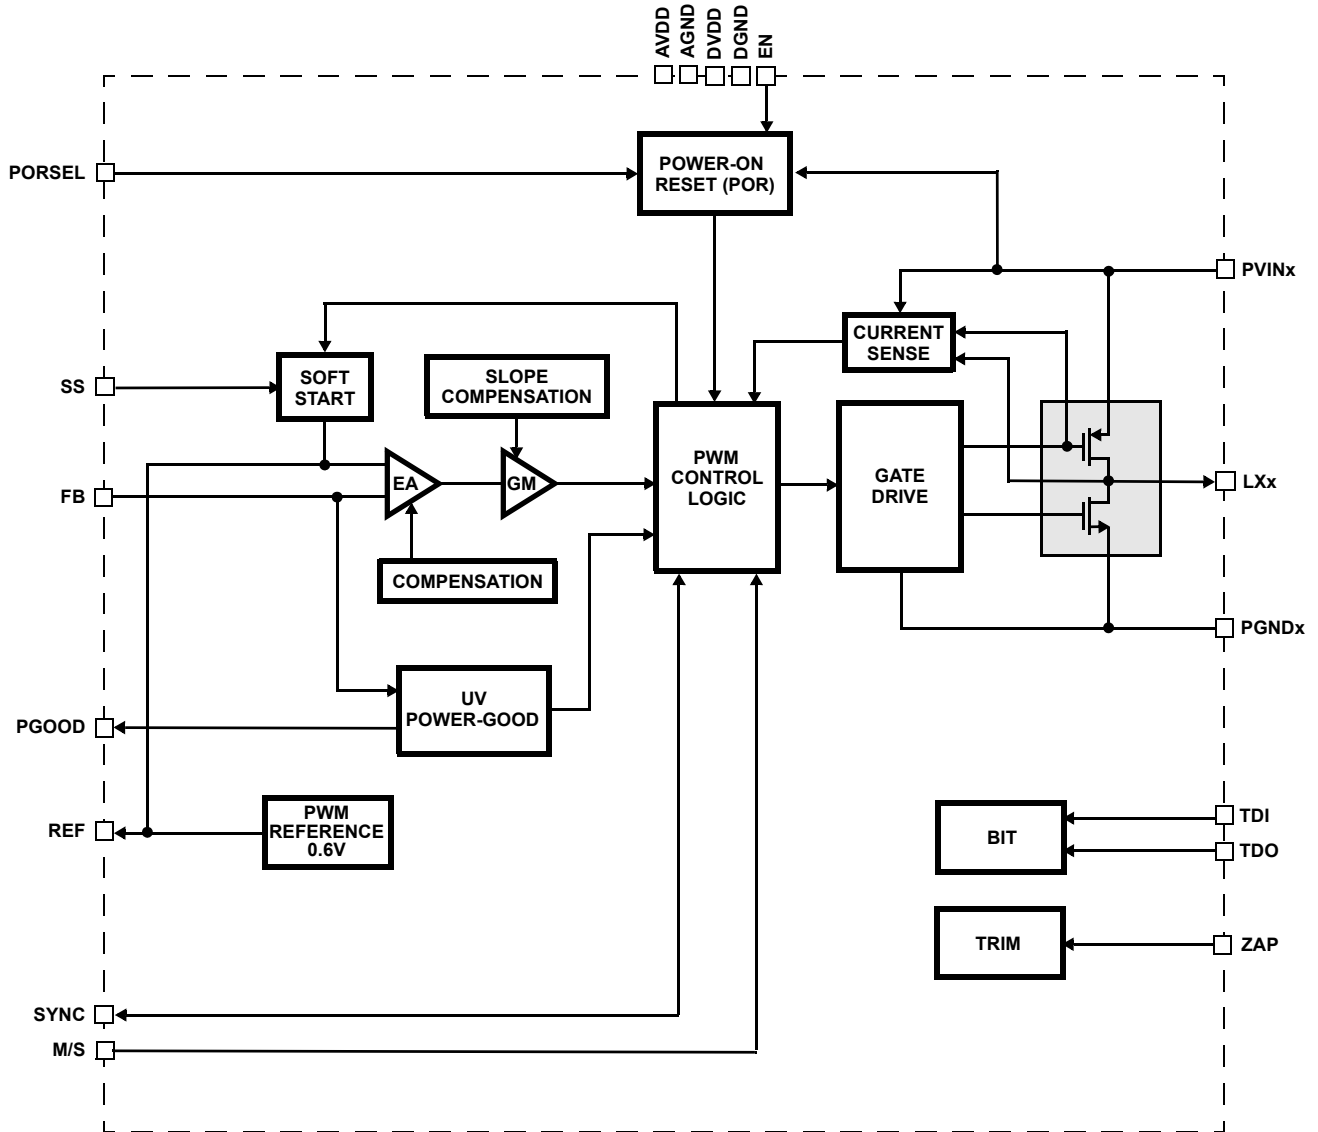 AVDD
AGND
DVDD
DGND
EN
PORSEL
POWER-ON
RESET (POR)
PVINx
CURRENT
SENSE
SS
SOFT
START
SLOPE
COMPENSATION
FB
EA
GM
PWM
CONTROL
LOGIC
GATE
DRIVE
LXx
COMPENSATION
PGNDx
UV
POWER-GOOD
PGOOD
REF
PWM
REFERENCE
0.6V
BIT
TDI
TDO
TRIM
ZAP
SYNC
M/S